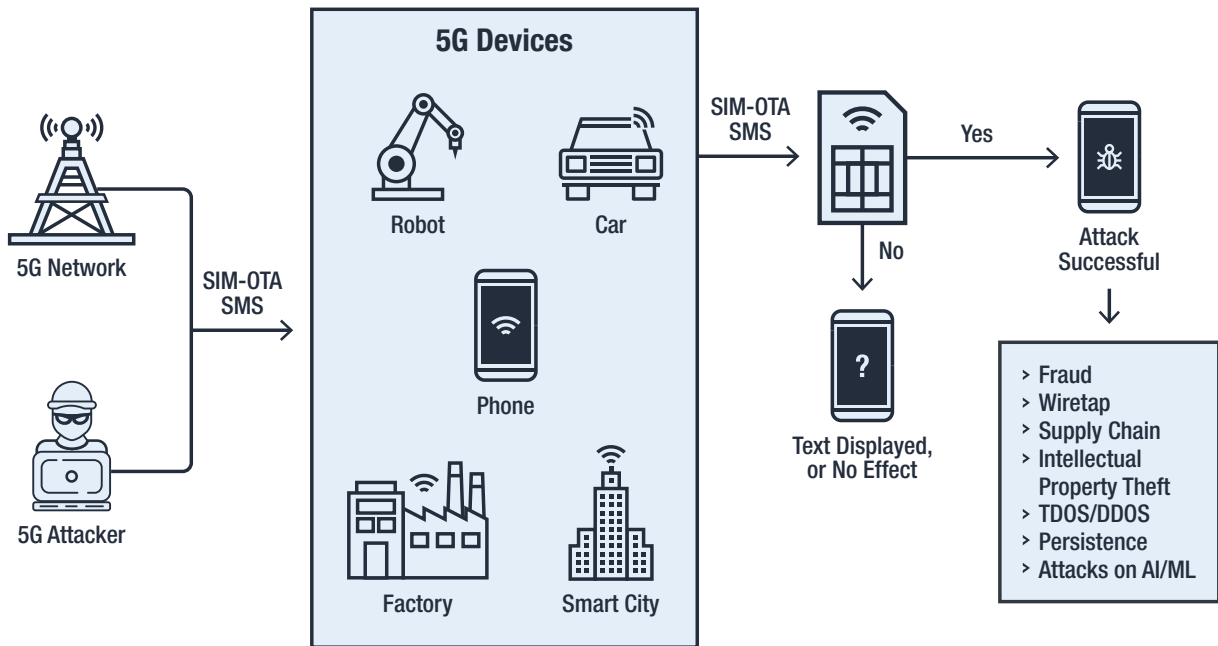 5G Devices
5G Network
5G Attacker
SIM-OTA
SMS
Robot
Car
Phone
Factory
Smart City
SIM-OTA
SMS
Yes
No
?
Text Displayed,
or No Effect
Attack
Successful
> Fraud
> Wiretap
> Supply Chain
> Intellectual
Property Theft
> TDOS/DDOS
> Persistence
> Attacks on AI/ML